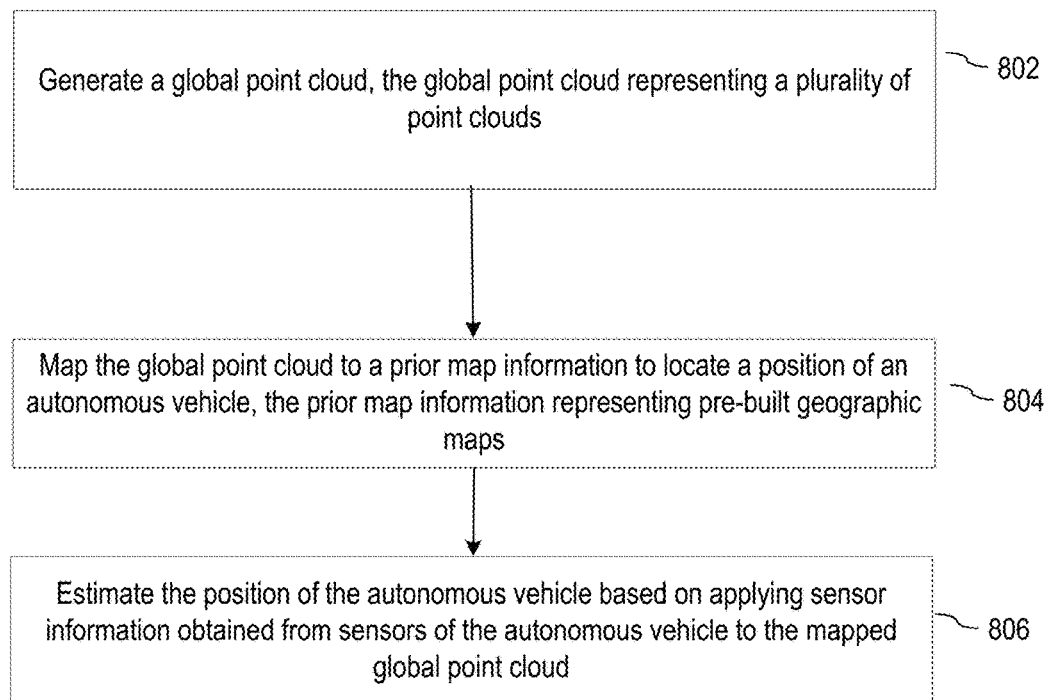 Generate a global point cloud, the global point cloud representing a plurality of
point clouds
802
Map the global point cloud to a prior map information to locate a position of an
autonomous vehicle, the prior map information representing pre-built geographic
maps
804
Estimate the position of the autonomous vehicle based on applying sensor
information obtained from sensors of the autonomous vehicle to the mapped
global point cloud
806